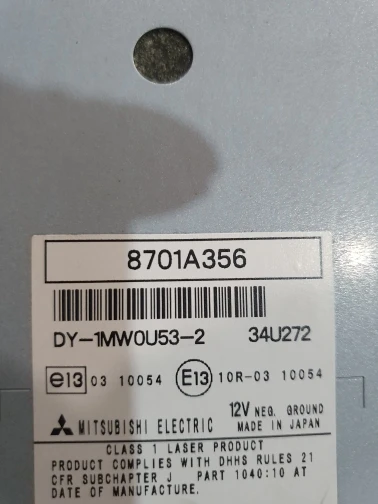 8701A356
DY-1MW0U53-2 34U272
e13 03 10054 E13 10R-03 10054
MITSUBISHI ELECTRIC 12V NEG. GROUND
MADE IN JAPAN
CLASS 1 LASER PRODUCT
PRODUCT COMPLIES WITH DHHS RULES 21
CFR SUBCHAPTER J PART 1040:10 AT
DATE OF MANUFACTURE.